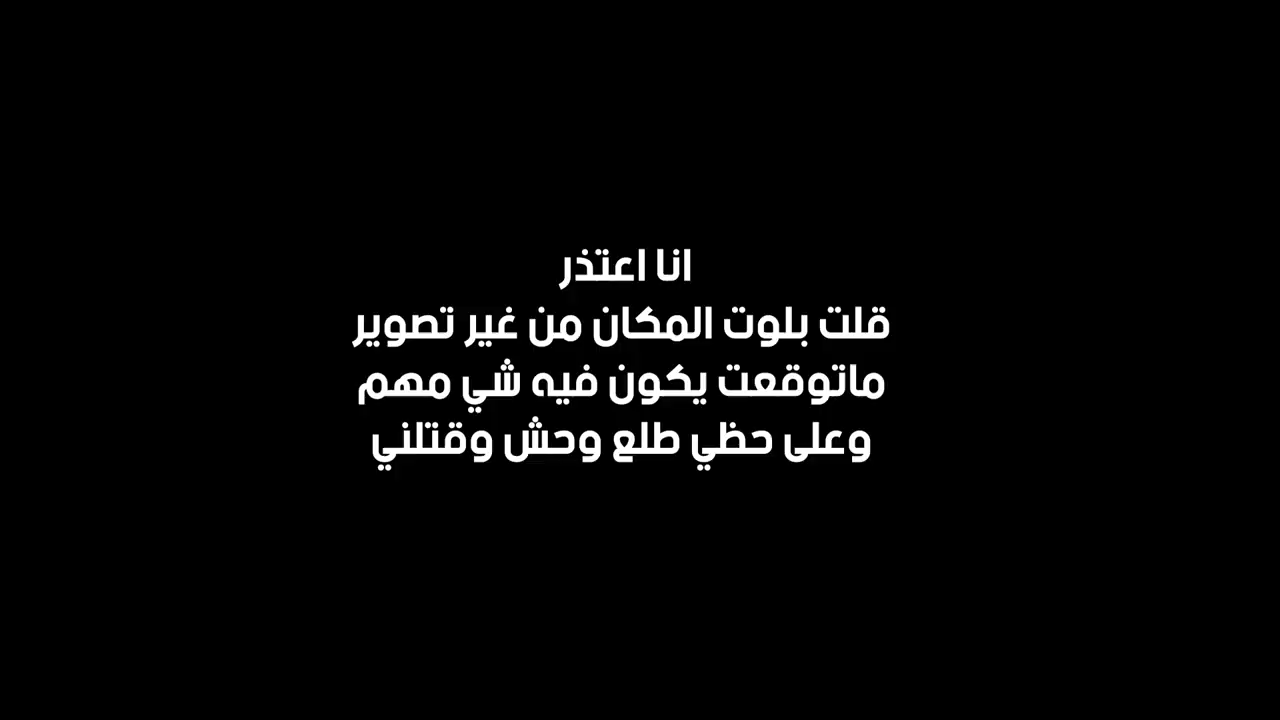 انا اعتذر
قلت بلوت المكان من غير تصوير
ماتوقعت يكون فيه شي مهم
وعلى حظي طلع وحش وقتلني